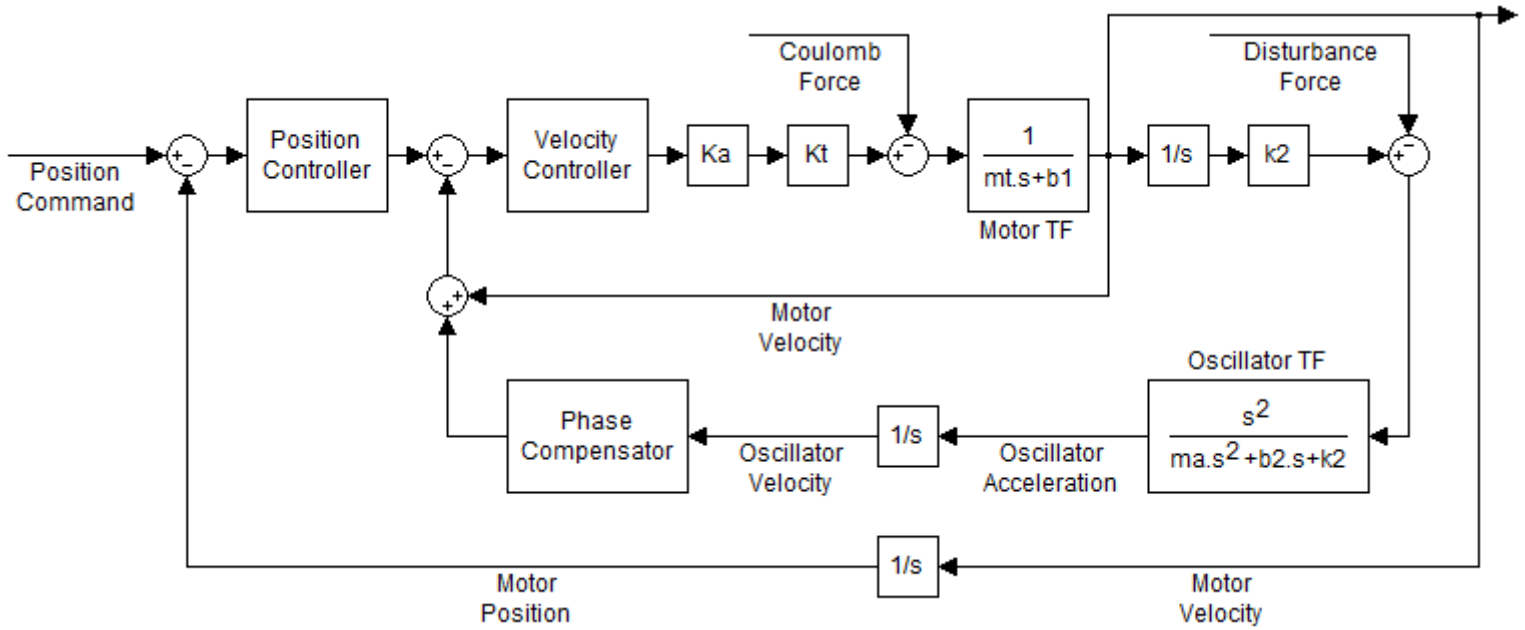 Coulomb
Force
Disturbance
Force
Position
Command
+
−
Position
Controller
+
−
Velocity
Controller
Ka
Kt
+
−
1
mt.s+b1
Motor TF
1/s
k2
+
−
+
+
Motor
Velocity
Oscillator TF
s2
ma.s2+b2.s+k2
Phase
Compensator
Oscillator
Velocity
1/s
Oscillator
Acceleration
Motor
Position
1/s
Motor
Velocity